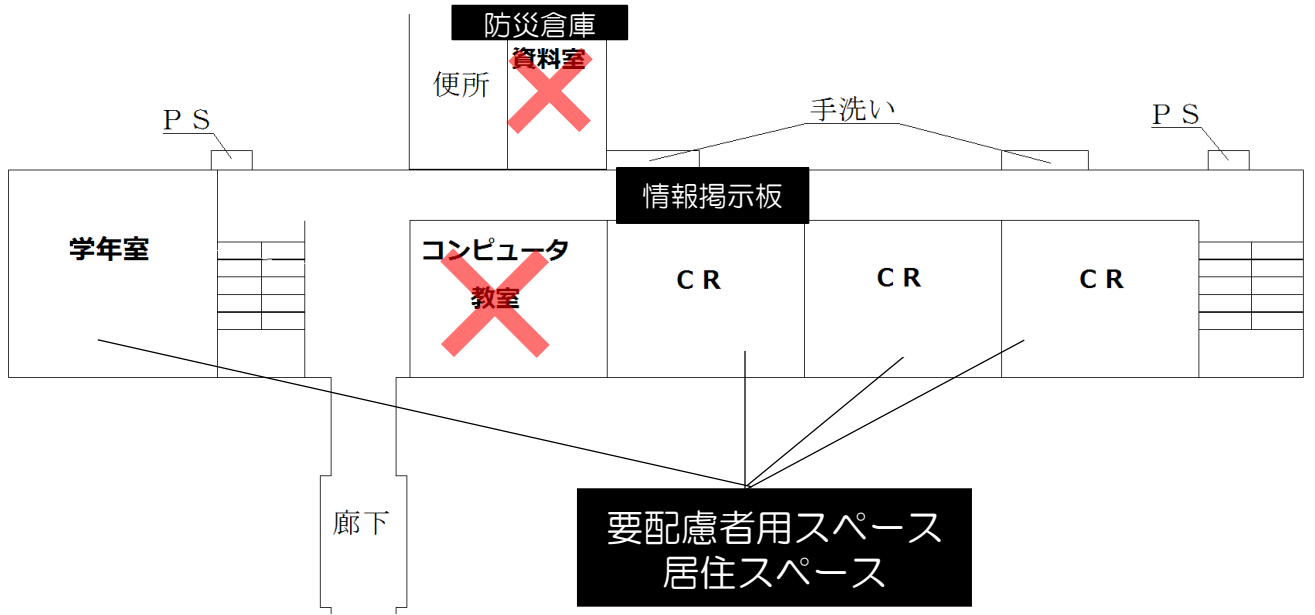 防災倉庫
資料室
便所
ＰＳ
手洗い
ＰＳ
情報掲示板
学年室
コンピュータ
教室
ＣＲ
ＣＲ
ＣＲ
廊下
要配慮者用スペース
居住スペース